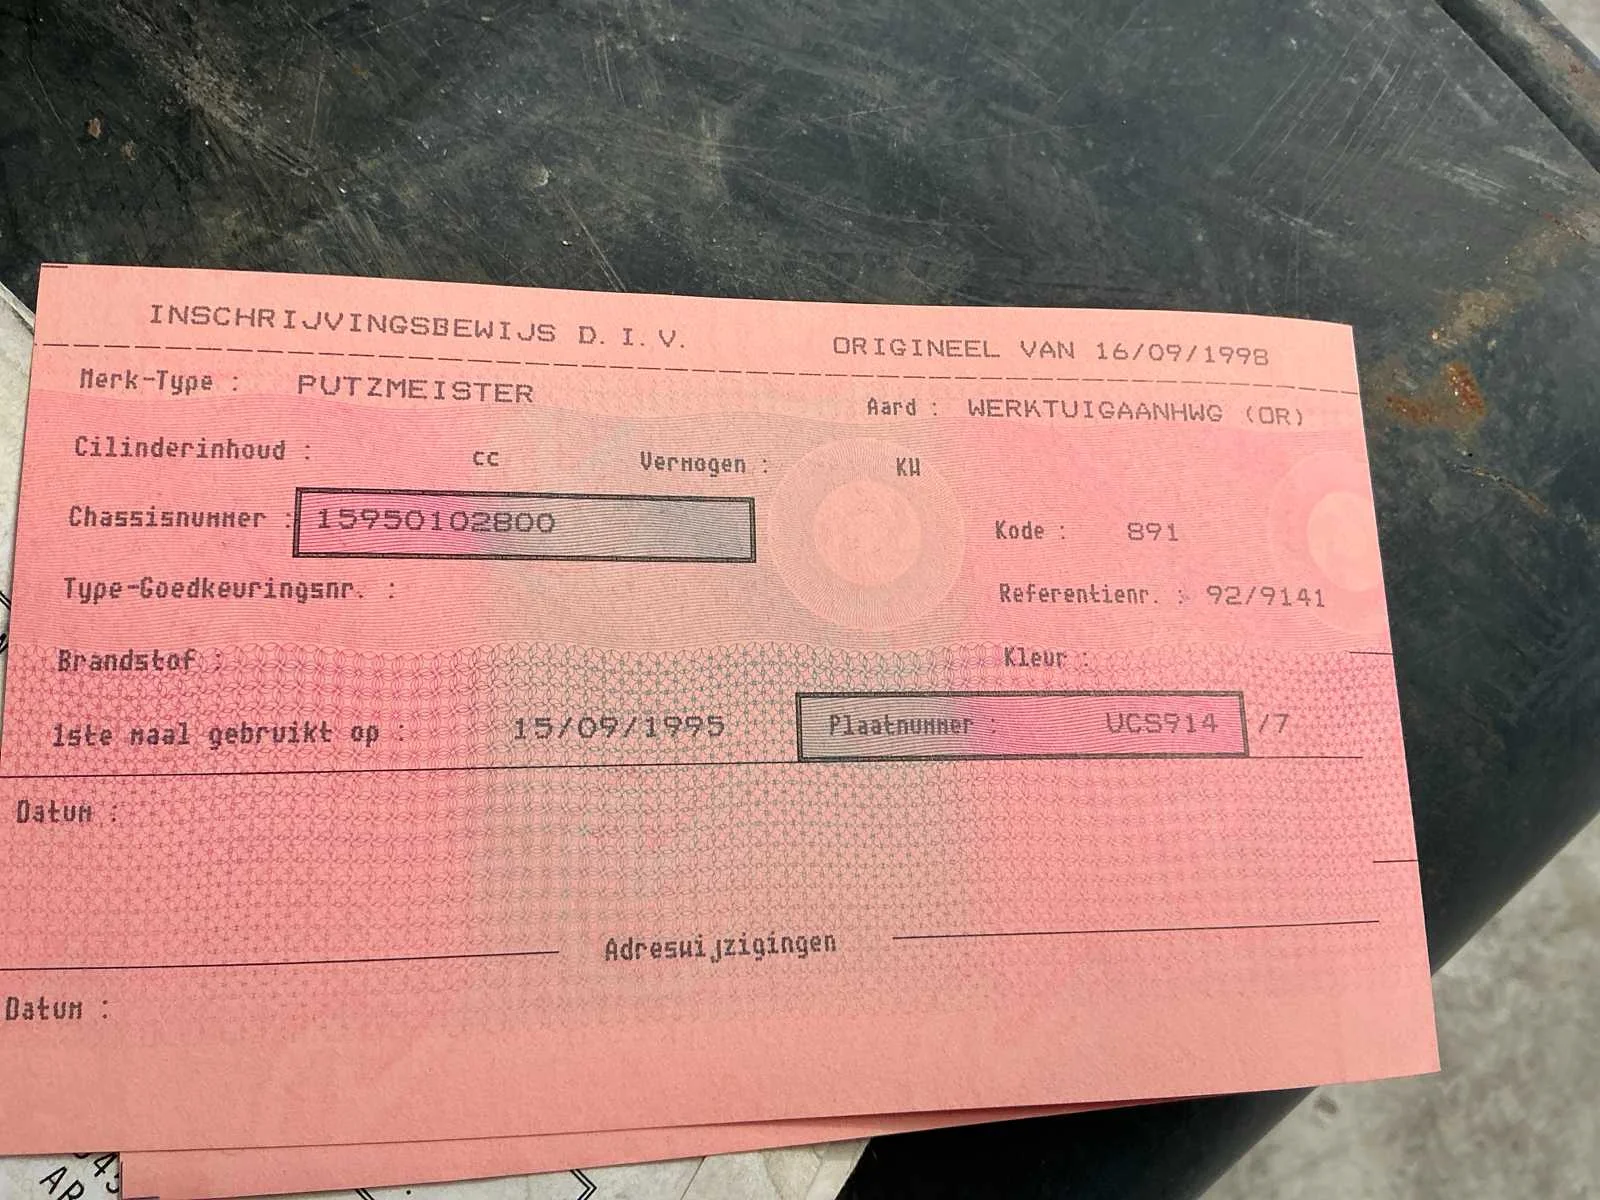 INSCHRIJVINGSBEWIJS D.I.V. ORIGINEEL VAN 16/09/1998
Merk-Type : PUTZMEISTER Aard : WERKTUIGAANHWG (OR)
Cilinderinhoud : cc Vermogen : KW
Chassisnummer : 15950102800 Kode : 891
Type-Goedkeuringsnr. : Referentienr. : 92/9141
Brandstof : Kleur :
1ste maal gebruikt op : 15/09/1995 Plaatnummer : UCS914 /7
Datum :
Adreswijzigingen
Datum :